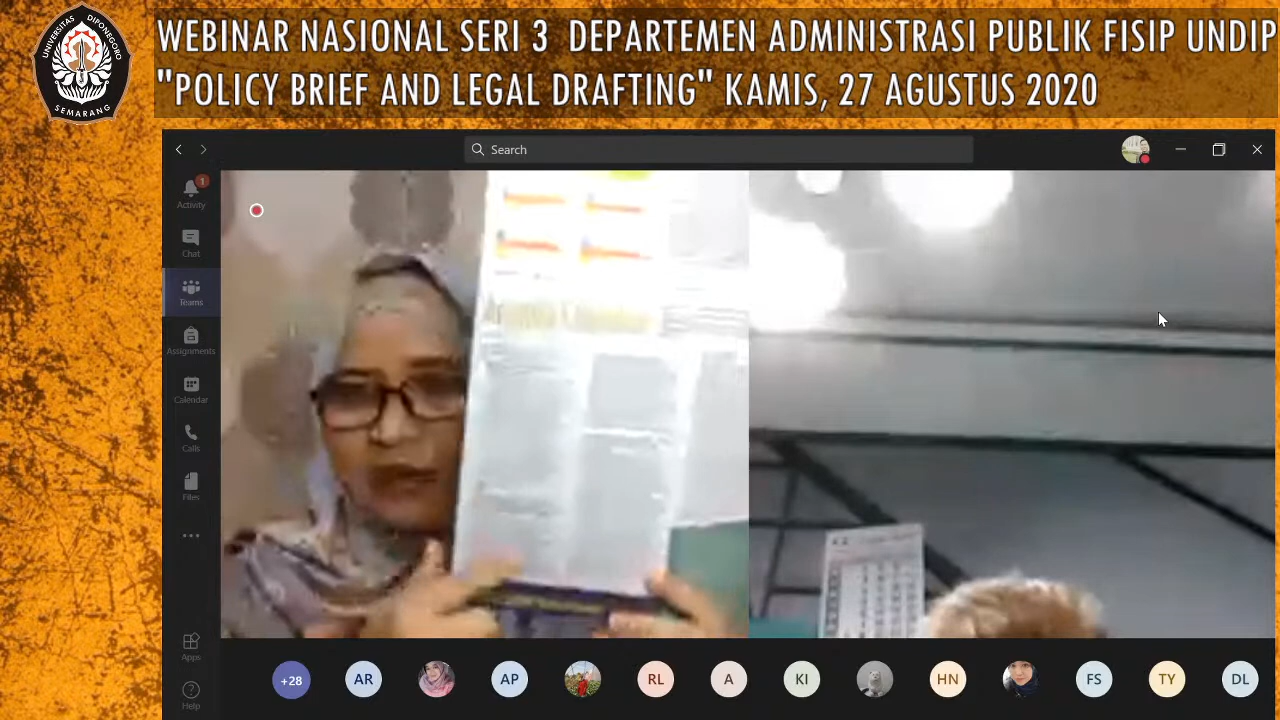 WEBINAR NASIONAL SERI 3 DEPARTEMEN ADMINISTRASI PUBLIK FISIP UNDIP
"POLICY BRIEF AND LEGAL DRAFTING" KAMIS, 27 AGUSTUS 2020
UNIVERSITAS DIPONEGORO
SEMARANG
Search
1
Activity
Chat
Teams
Assignments
Calendar
Calls
Files
Apps
Help
+28
AR
AP
RL
A
KI
HN
FS
TY
DL